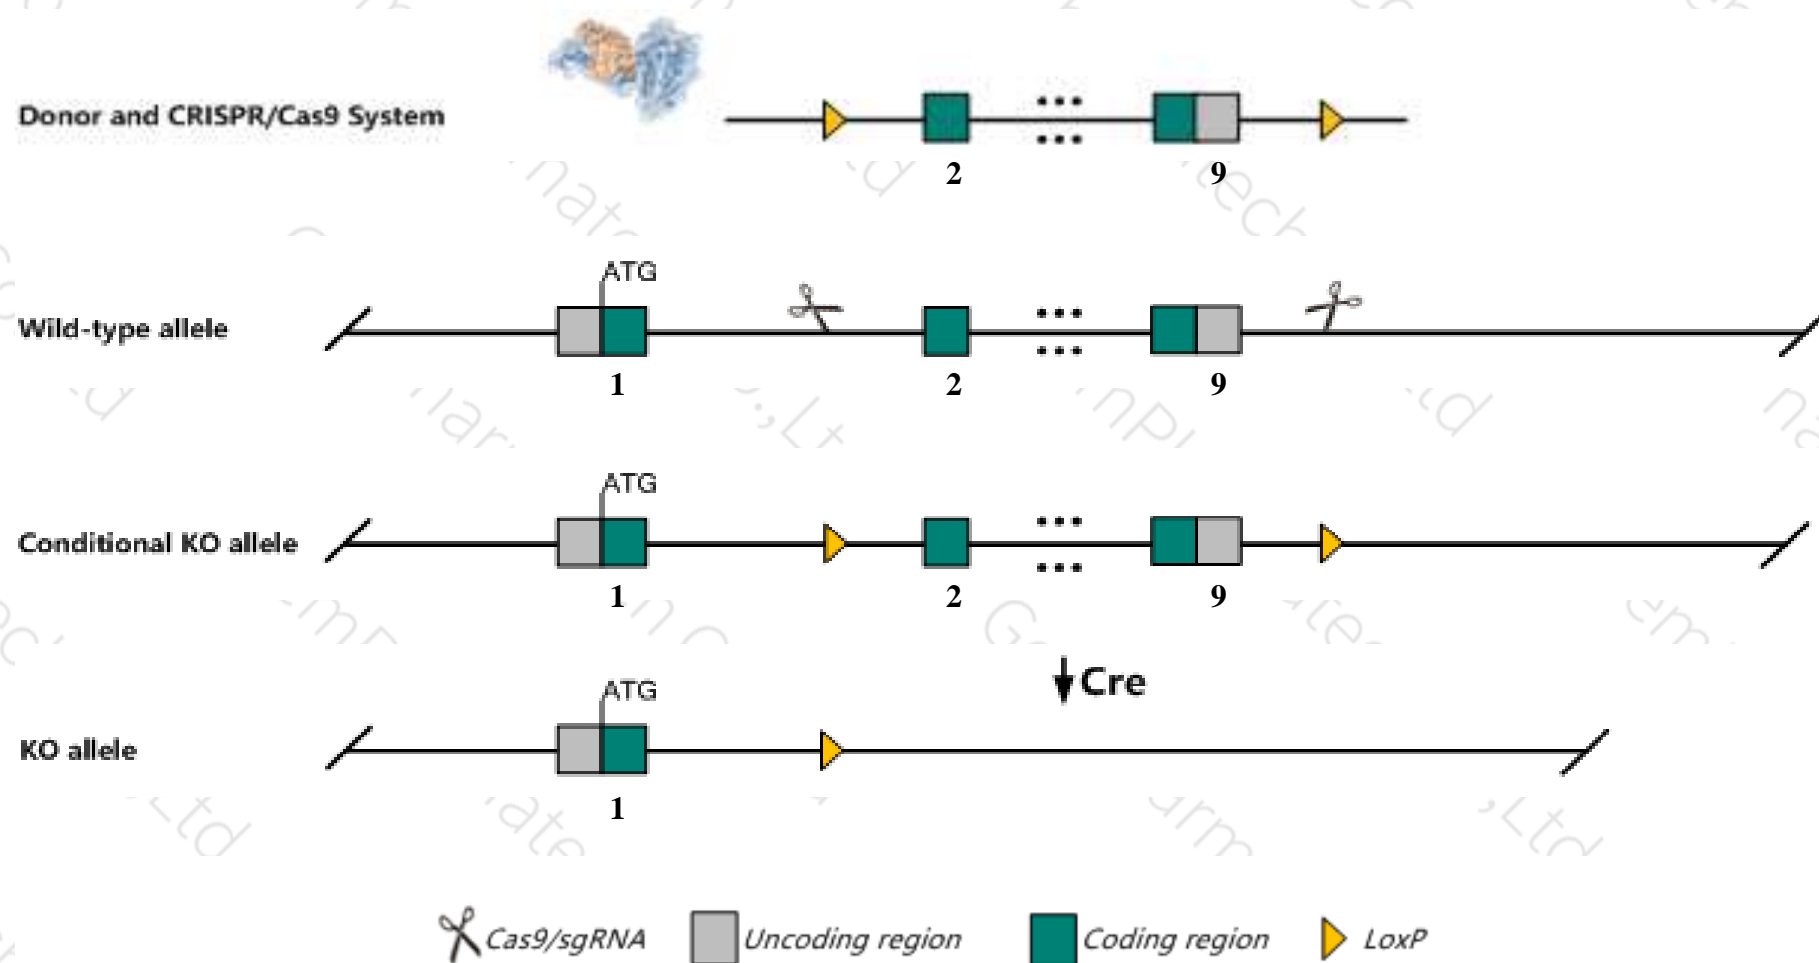 Donor and CRISPR/Cas9 System
2 9
ATG
Wild-type allele
1 2 9
ATG
Conditional KO allele
1 2 9
Cre
ATG
KO allele
1
Cas9/sgRNA Uncoding region Coding region LoxP